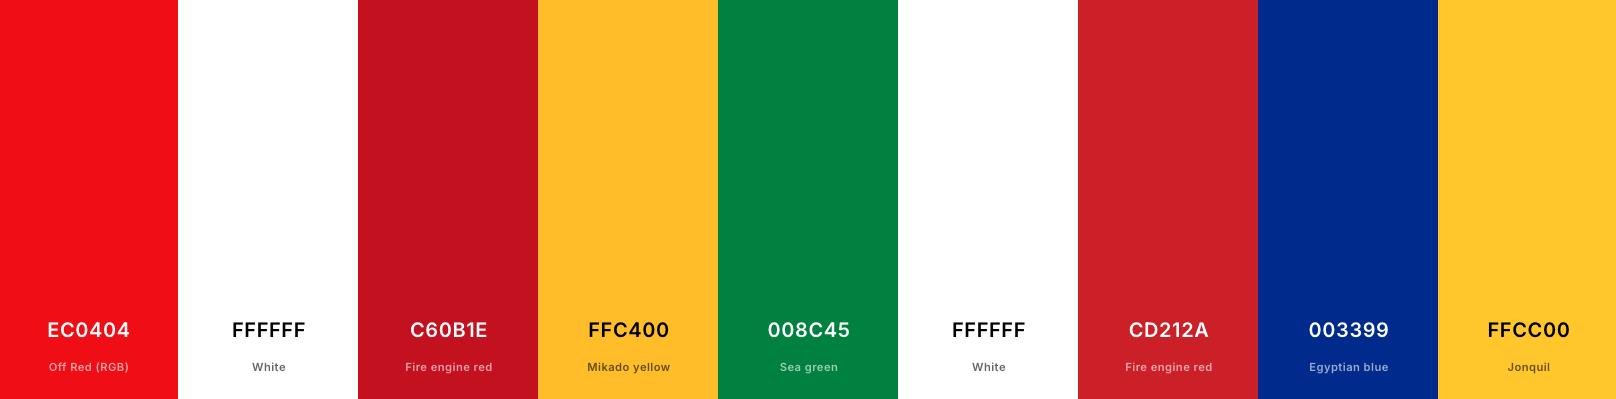 EC0404
Off Red (RGB)
FFFFFF
White
C60B1E
Fire engine red
FFC400
Mikado yellow
008C45
Sea green
FFFFFF
White
CD212A
Fire engine red
003399
Egyptian blue
FFCC00
Jonquil